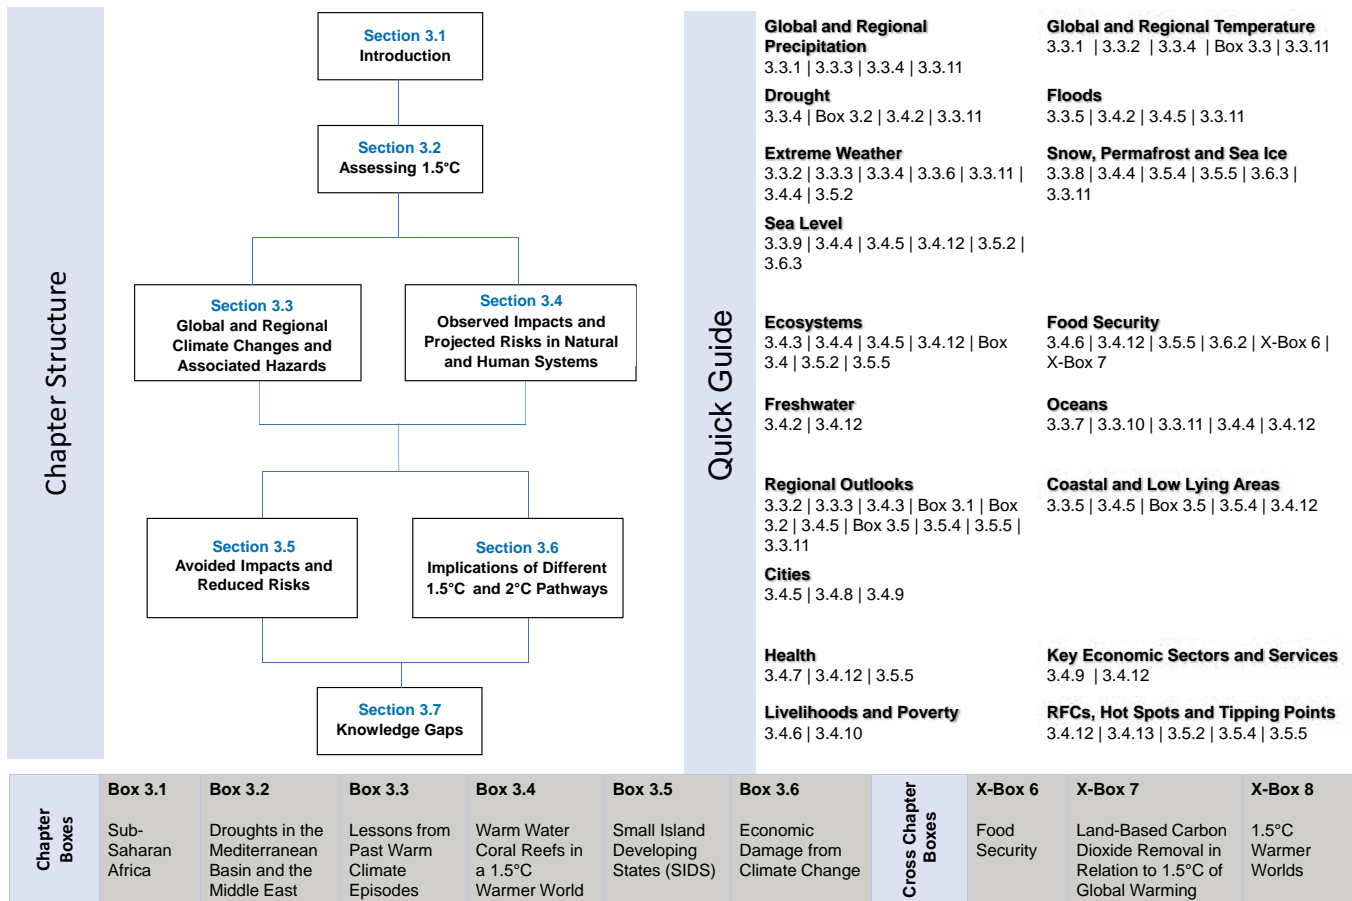 Chapter Structure
Section 3.1
Introduction
Section 3.2
Assessing 1.5°C
Section 3.3
Global and Regional
Climate Changes and
Associated Hazards
Section 3.4
Observed Impacts and
Projected Risks in Natural
and Human Systems
Section 3.5
Avoided Impacts and
Reduced Risks
Section 3.6
Implications of Different
1.5°C and 2°C Pathways
Section 3.7
Knowledge Gaps
Quick Guide
Global and Regional
Precipitation
3.3.1 | 3.3.3 | 3.3.4 | 3.3.11
Global and Regional Temperature
3.3.1 | 3.3.2 | 3.3.4 | Box 3.3 | 3.3.11
Drought
3.3.4 | Box 3.2 | 3.4.2 | 3.3.11
Floods
3.3.5 | 3.4.2 | 3.4.5 | 3.3.11
Extreme Weather
3.3.2 | 3.3.3 | 3.3.4 | 3.3.6 | 3.3.11 |
3.4.4 | 3.5.2
Snow, Permafrost and Sea Ice
3.3.8 | 3.4.4 | 3.5.4 | 3.5.5 | 3.6.3 |
3.3.11
Sea Level
3.3.9 | 3.4.4 | 3.4.5 | 3.4.12 | 3.5.2 |
3.6.3
Ecosystems
3.4.3 | 3.4.4 | 3.4.5 | 3.4.12 | Box
3.4 | 3.5.2 | 3.5.5
Food Security
3.4.6 | 3.4.12 | 3.5.5 | 3.6.2 | X-Box 6 |
X-Box 7
Freshwater
3.4.2 | 3.4.12
Oceans
3.3.7 | 3.3.10 | 3.3.11 | 3.4.4 | 3.4.12
Regional Outlooks
3.3.2 | 3.3.3 | 3.4.3 | Box 3.1 | Box
3.2 | 3.4.5 | Box 3.5 | 3.5.4 | 3.5.5 |
3.3.11
Coastal and Low Lying Areas
3.3.5 | 3.4.5 | Box 3.5 | 3.5.4 | 3.4.12
Cities
3.4.5 | 3.4.8 | 3.4.9
Health
3.4.7 | 3.4.12 | 3.5.5
Key Economic Sectors and Services
3.4.9 | 3.4.12
Livelihoods and Poverty
3.4.6 | 3.4.10
RFCs, Hot Spots and Tipping Points
3.4.12 | 3.4.13 | 3.5.2 | 3.5.4 | 3.5.5
Chapter
Boxes
Box 3.1
Sub-
Saharan
Africa
Box 3.2
Droughts in the
Mediterranean
Basin and the
Middle East
Box 3.3
Lessons from
Past Warm
Climate
Episodes
Box 3.4
Warm Water
Coral Reefs in
a 1.5°C
Warmer World
Box 3.5
Small Island
Developing
States (SIDS)
Box 3.6
Economic
Damage from
Climate Change
Cross Chapter
Boxes
X-Box 6
Food
Security
X-Box 7
Land-Based Carbon
Dioxide Removal in
Relation to 1.5°C of
Global Warming
X-Box 8
1.5°C
Warmer
Worlds